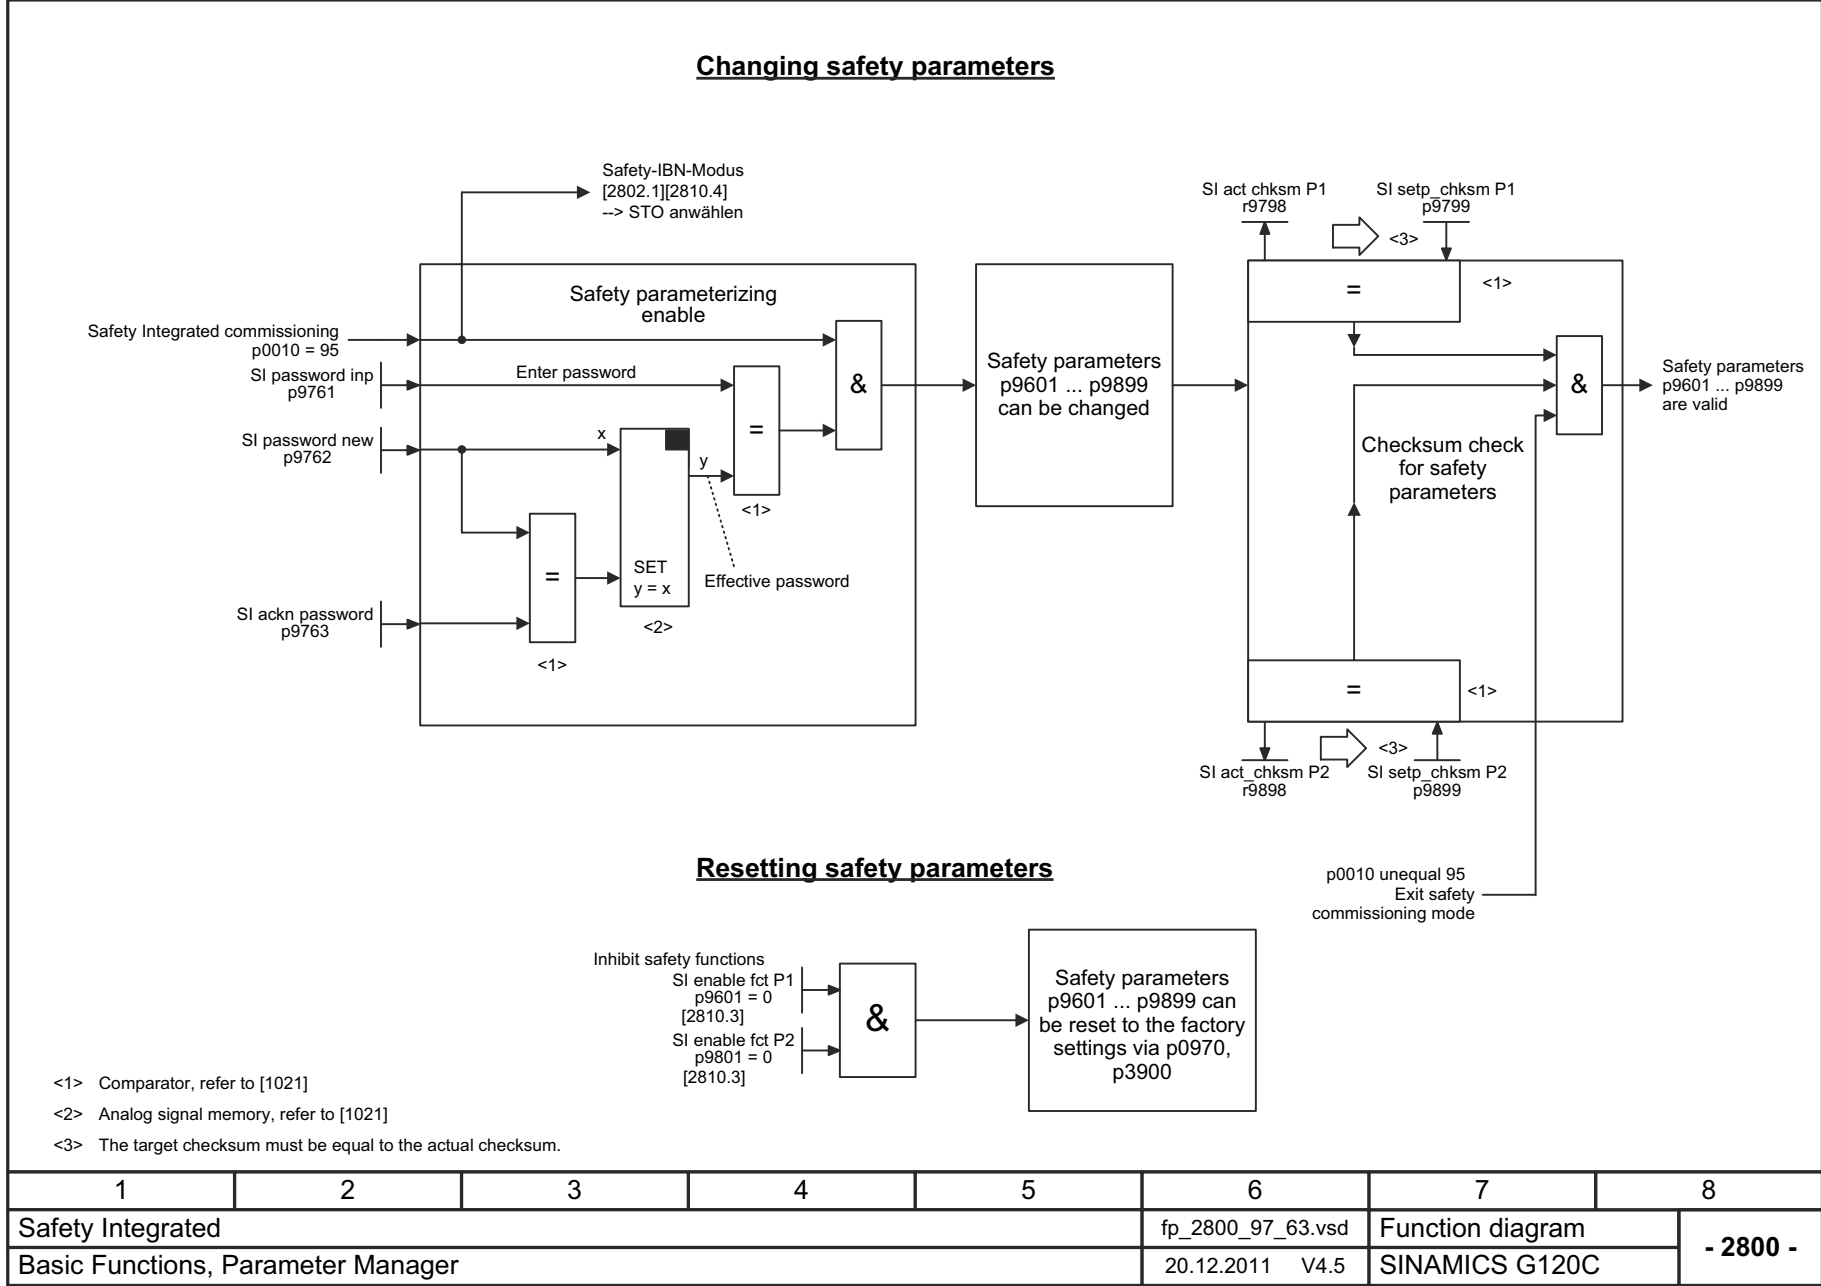 Changing safety parameters
Safety-IBN-Modus
[2802.1][2810.4]
--> STO anwählen
SI act chksm P1
r9798
SI setp_chksm P1
p9799
<3>
Safety parameterizing
enable
=
<1>
Safety Integrated commissioning
p0010 = 95
SI password inp
p9761
Enter password
&
Safety parameters
p9601 ... p9899
can be changed
&
Safety parameters
p9601 ... p9899
are valid
SI password new
p9762
x
y
=
<1>
Checksum check
for safety
parameters
=
SET
y = x
Effective password
SI ackn password
p9763
<2>
<1>
=
<1>
<3>
SI act_chksm P2
r9898
SI setp_chksm P2
p9899
Resetting safety parameters
p0010 unequal 95
Exit safety
commissioning mode
Inhibit safety functions
SI enable fct P1
p9601 = 0
[2810.3]
SI enable fct P2
p9801 = 0
[2810.3]
&
Safety parameters
p9601 ... p9899 can
be reset to the factory
settings via p0970,
p3900
<1> Comparator, refer to [1021]
<2> Analog signal memory, refer to [1021]
<3> The target checksum must be equal to the actual checksum.
1 2 3 4 5 6 7 8
Safety Integrated
fp_2800_97_63.vsd
Function diagram
- 2800 -
Basic Functions, Parameter Manager
20.12.2011 V4.5
SINAMICS G120C